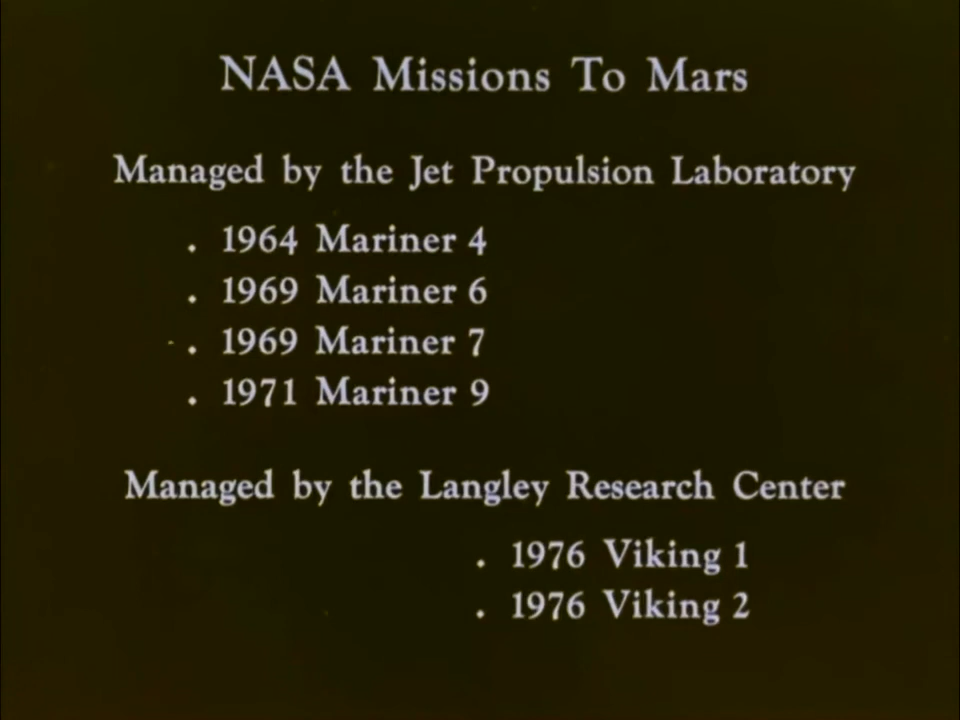 NASA Missions To Mars
Managed by the Jet Propulsion Laboratory
. 1964 Mariner 4
. 1969 Mariner 6
. 1969 Mariner 7
. 1971 Mariner 9
Managed by the Langley Research Center
. 1976 Viking 1
. 1976 Viking 2